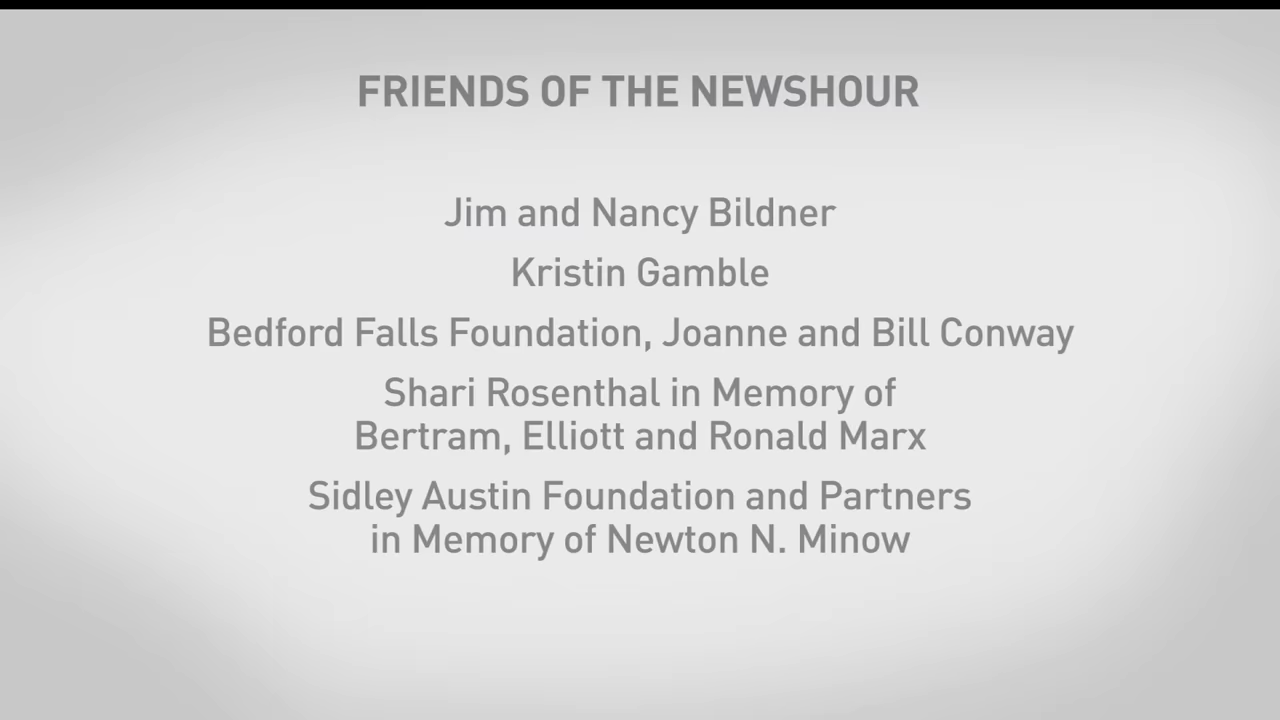 FRIENDS OF THE NEWSHOUR
Jim and Nancy Bildner
Kristin Gamble
Bedford Falls Foundation, Joanne and Bill Conway
Shari Rosenthal in Memory of
Bertram, Elliott and Ronald Marx
Sidley Austin Foundation and Partners
in Memory of Newton N. Minow